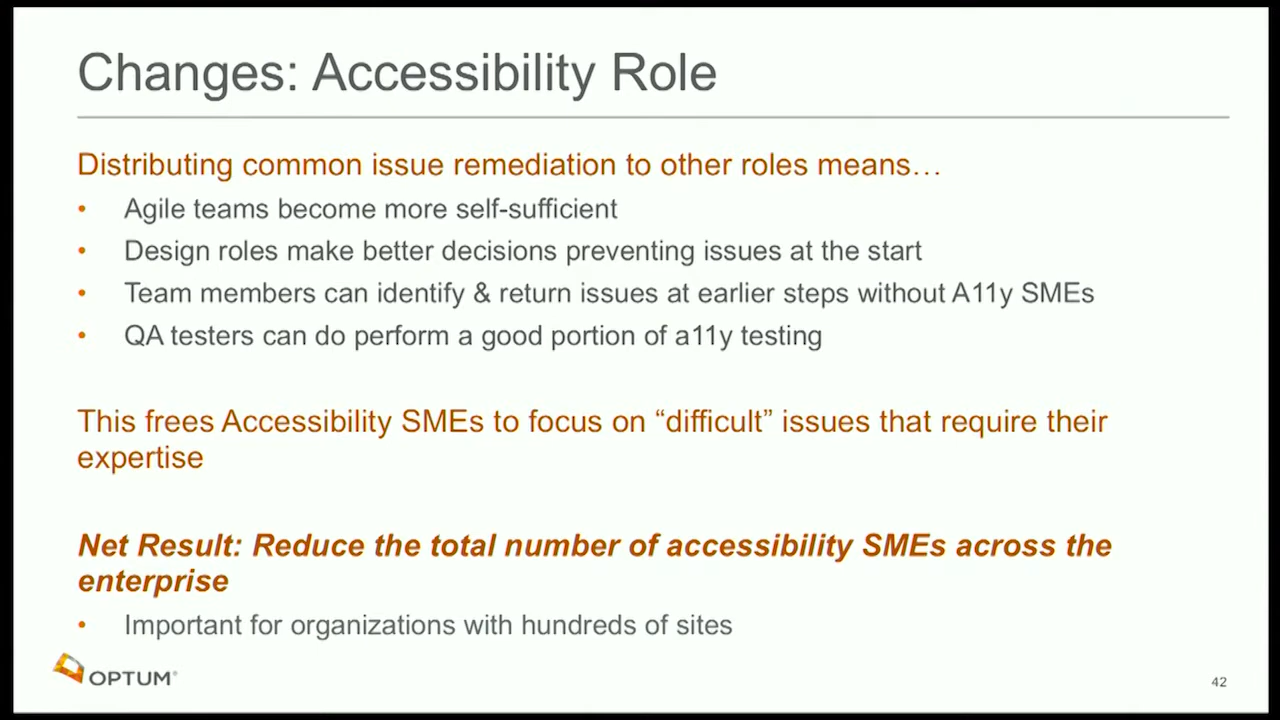 Changes: Accessibility Role
Distributing common issue remediation to other roles means…
• Agile teams become more self-sufficient
• Design roles make better decisions preventing issues at the start
• Team members can identify & return issues at earlier steps without A11y SMEs
• QA testers can do perform a good portion of a11y testing
This frees Accessibility SMEs to focus on “difficult” issues that require their
expertise
Net Result: Reduce the total number of accessibility SMEs across the
enterprise
• Important for organizations with hundreds of sites
OPTUM®
42